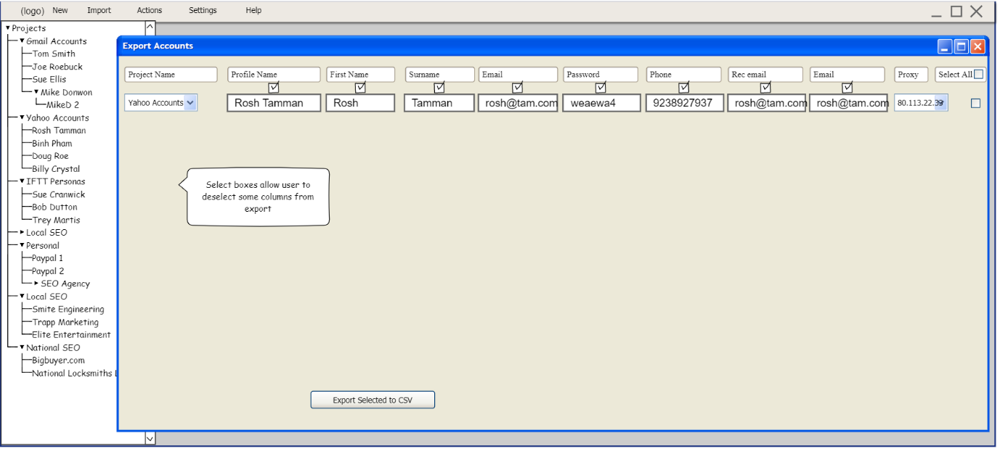 (logo) New Import Actions Settings Help
Projects
Gmail Accounts
Tom Smith
Joe Roebuck
Sue Ellis
Mike Donwon
MikeD 2
Yahoo Accounts
Rosh Tamman
Binh Pham
Doug Roe
Billy Crystal
IFTT Personas
Sue Cranwick
Bob Dutton
Trey Martis
Local SEO
Personal
Paypal 1
Paypal 2
SEO Agency
Local SEO
Smite Engineering
Trapp Marketing
Elite Entertainment
National SEO
Bigbuyer.com
National Locksmiths
Export Accounts
Project Name Profile Name First Name Surname Email Password Phone Rec email Email Proxy Select All
Yahoo Accounts Rosh Tamman Rosh Tamman rosh@tam.com weaewa4 9238927937 rosh@tam.com rosh@tam.com 80.113.22.39
Select boxes allow user to
deselect some columns from
export
Export Selected to CSV